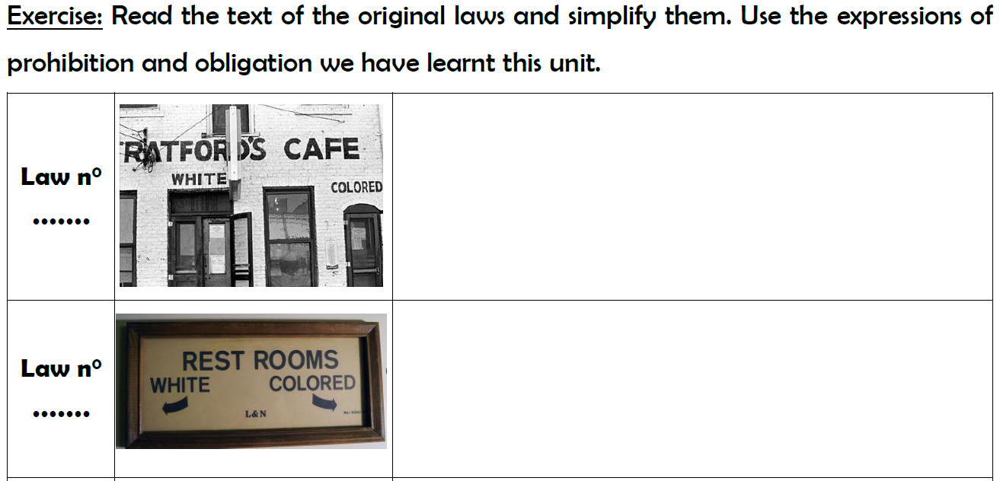 Exercise: Read the text of the original laws and simplify them. Use the expressions of
prohibition and obligation we have learnt this unit.
Law n°
.......
TRATFORD'S CAFE
WHITE
COLORED
Law n°
.......
REST ROOMS
WHITE COLORED
L&N